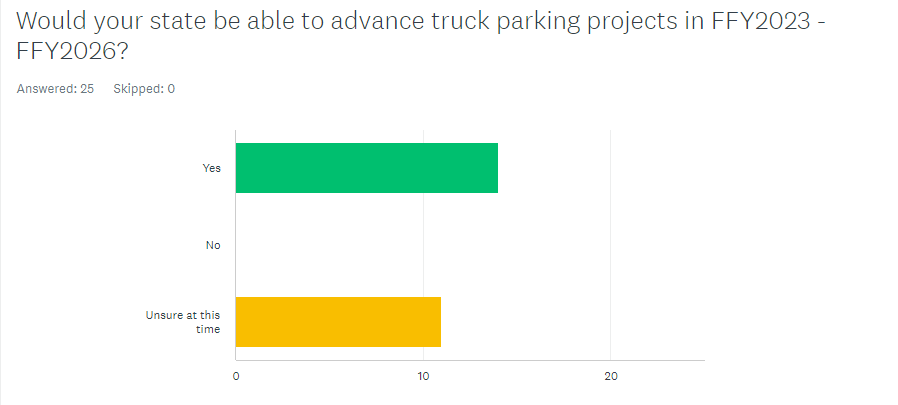 Would your state be able to advance truck parking projects in FFY2023 -
FFY2026?
Answered: 25 Skipped: 0
Yes
No
Unsure at this
time
0 10 20